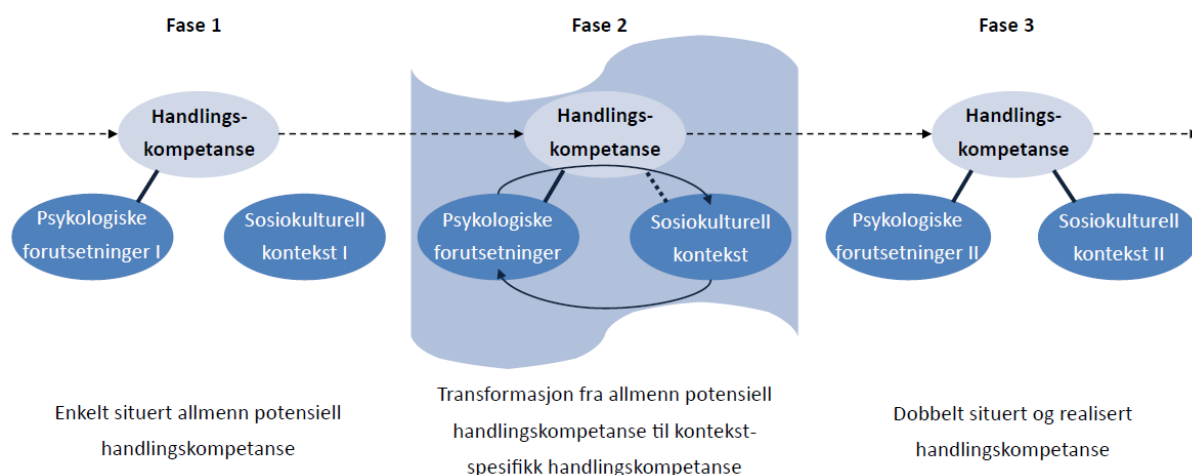 Fase 1
Fase 2
Fase 3
Handlings-
kompetanse
Handlings-
kompetanse
Handlings-
kompetanse
Psykologiske
forutsetninger I
Sosiokulturell
kontekst I
Psykologiske
forutsetninger
Sosiokulturell
kontekst
Psykologiske
forutsetninger II
Sosiokulturell
kontekst II
Enkelt situert allmenn potensiell
handlingskompetanse
Transformasjon fra allmenn potensiell
handlingskompetanse til kontekst-
spesifikk handlingskompetanse
Dobbelt situert og realisert
handlingskompetanse